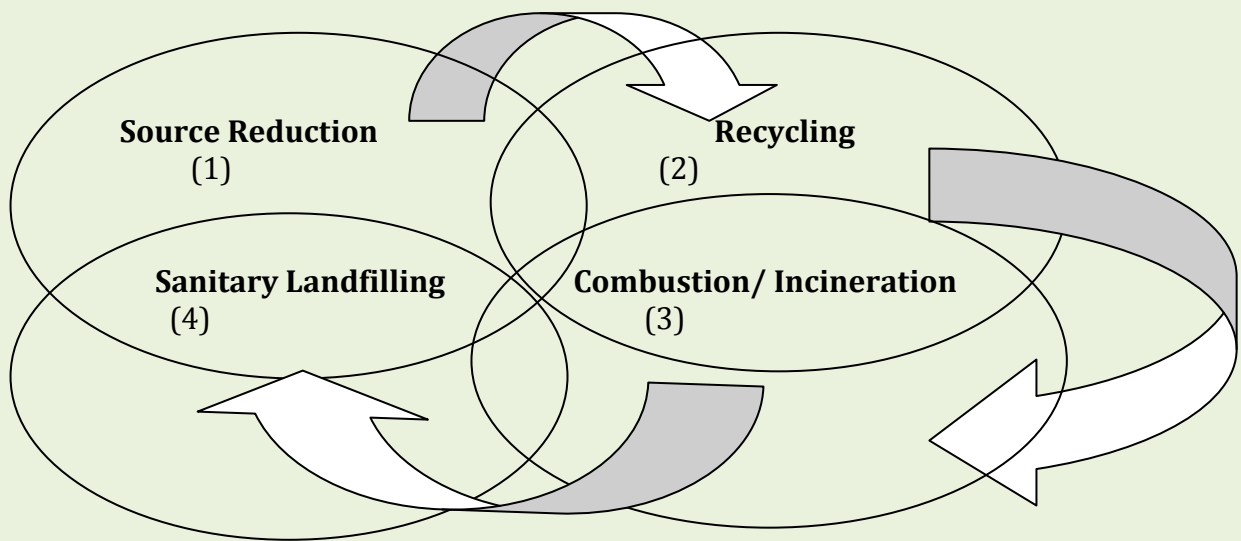 Source Reduction
(1)
Recycling
(2)
Sanitary Landfilling
(4)
Combustion/ Incineration
(3)